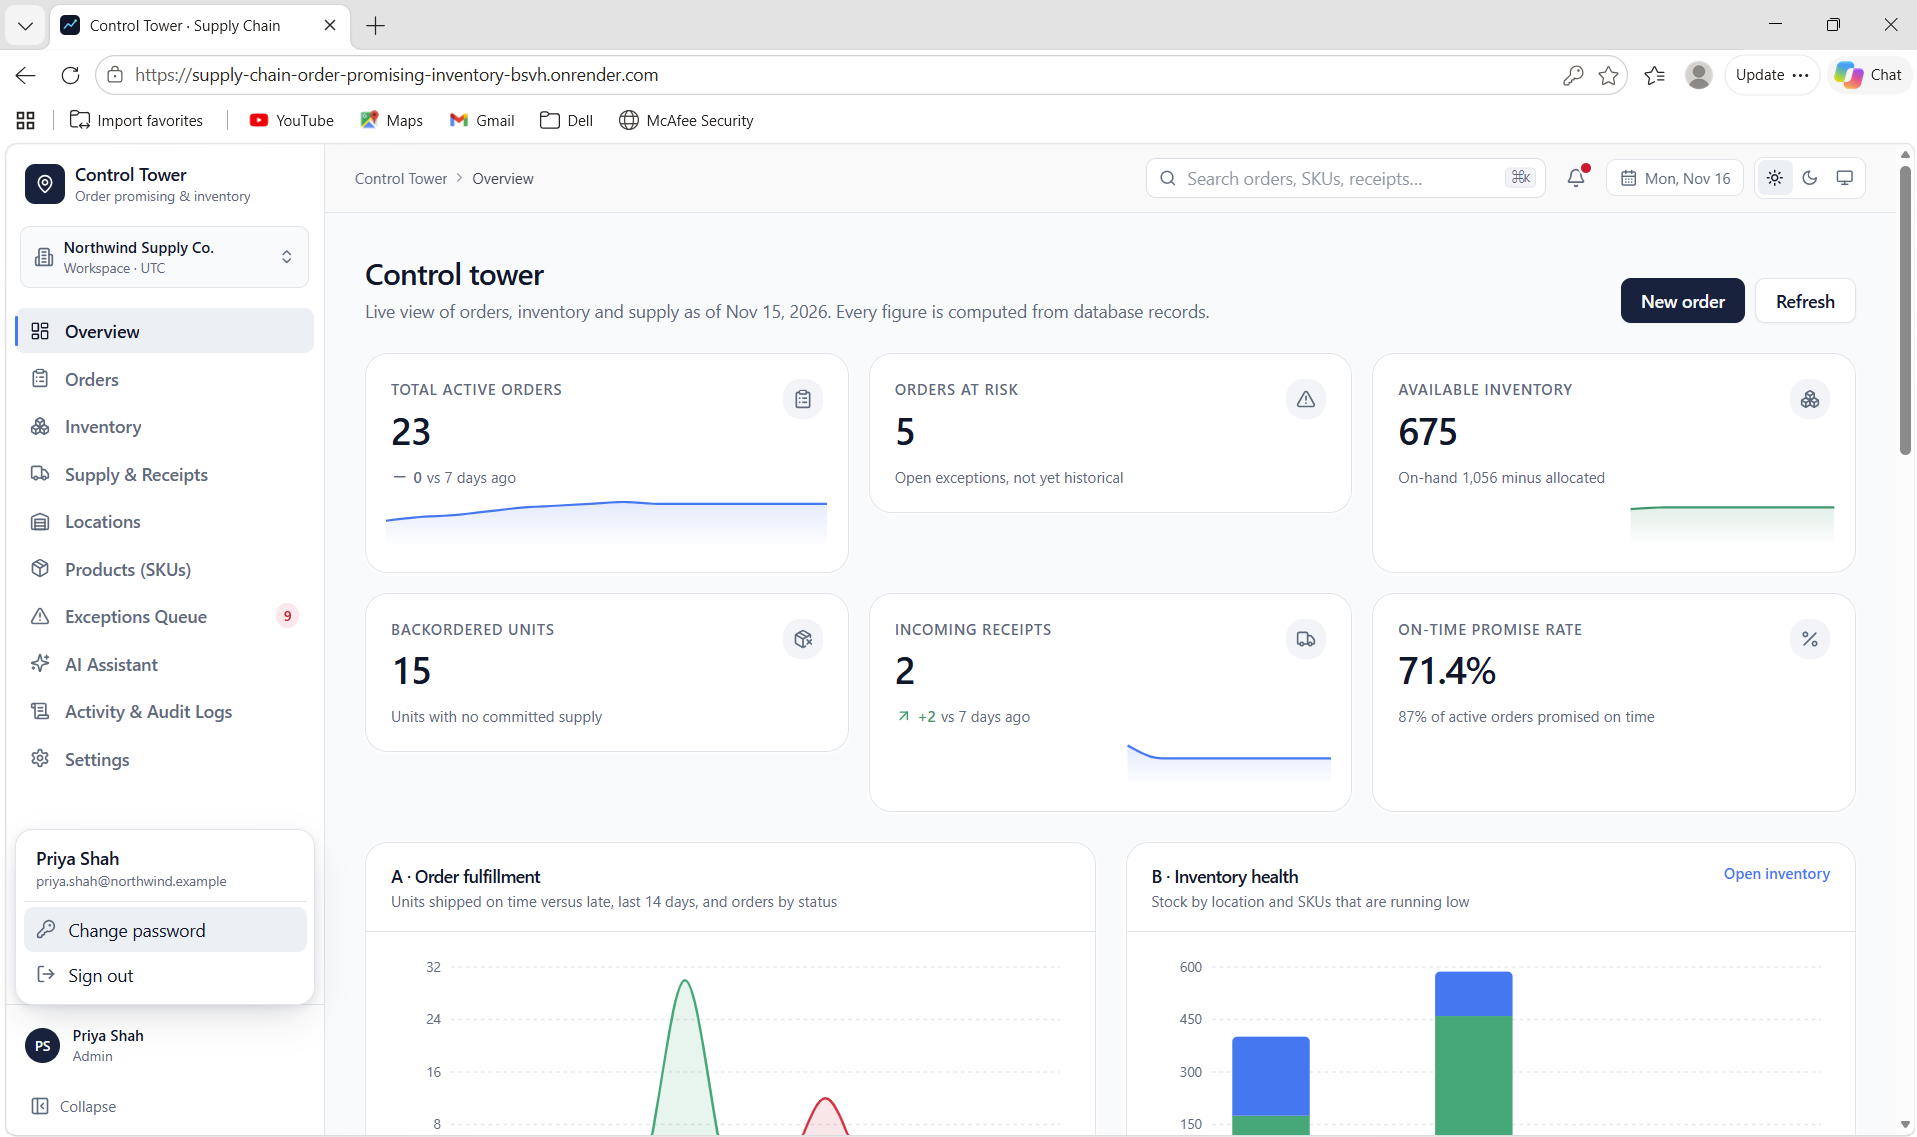 Control Tower · Supply Chain
https://supply-chain-order-promising-inventory-bsvh.onrender.com
Update
Chat
Import favorites
YouTube
Maps
Gmail
Dell
McAfee Security
Control Tower
Order promising & inventory
Northwind Supply Co.
Workspace · UTC
Overview
Orders
Inventory
Supply & Receipts
Locations
Products (SKUs)
Exceptions Queue
9
AI Assistant
Activity & Audit Logs
Settings
Priya Shah
priya.shah@northwind.example
Change password
Sign out
PS
Priya Shah
Admin
Collapse
Control Tower > Overview
Search orders, SKUs, receipts...
⌘K
Mon, Nov 16
Control tower
Live view of orders, inventory and supply as of Nov 15, 2026. Every figure is computed from database records.
New order
Refresh
TOTAL ACTIVE ORDERS
23
— 0 vs 7 days ago
ORDERS AT RISK
5
Open exceptions, not yet historical
AVAILABLE INVENTORY
675
On-hand 1,056 minus allocated
BACKORDERED UNITS
15
Units with no committed supply
INCOMING RECEIPTS
2
+2 vs 7 days ago
ON-TIME PROMISE RATE
71.4%
87% of active orders promised on time
A · Order fulfillment
Units shipped on time versus late, last 14 days, and orders by status
32
24
16
8
B · Inventory health
Stock by location and SKUs that are running low
Open inventory
600
450
300
150